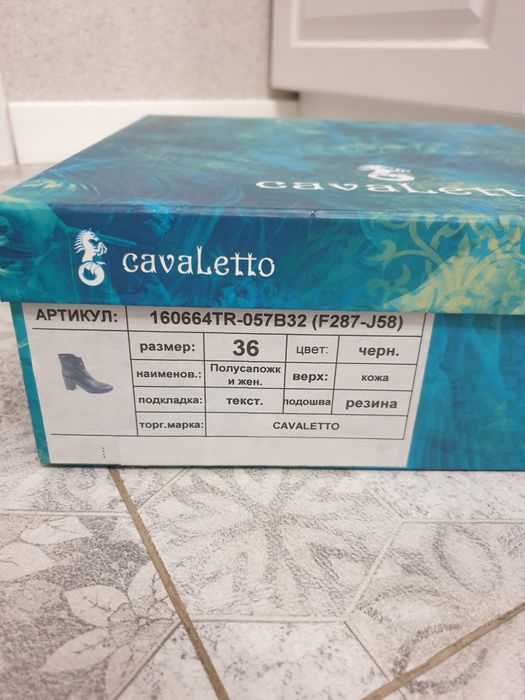 cavaLetto
cavaLetto
АРТИКУЛ: 160664TR-057B32 (F287-J58)
размер: 36 цвет: черн.
наименов.: Полусапожк
и жен. верх: кожа
подкладка: текст. подошва резина
торг.марка: CAVALETTO